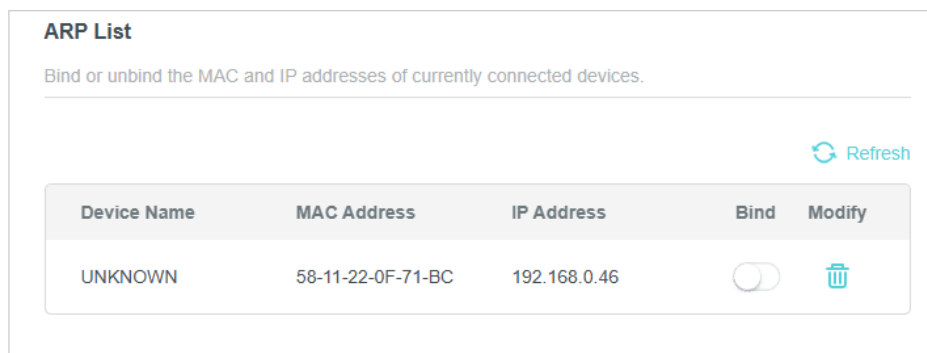 ARP List
Bind or unbind the MAC and IP addresses of currently connected devices.
Refresh
Device Name MAC Address IP Address Bind Modify
UNKNOWN 58-11-22-0F-71-BC 192.168.0.46